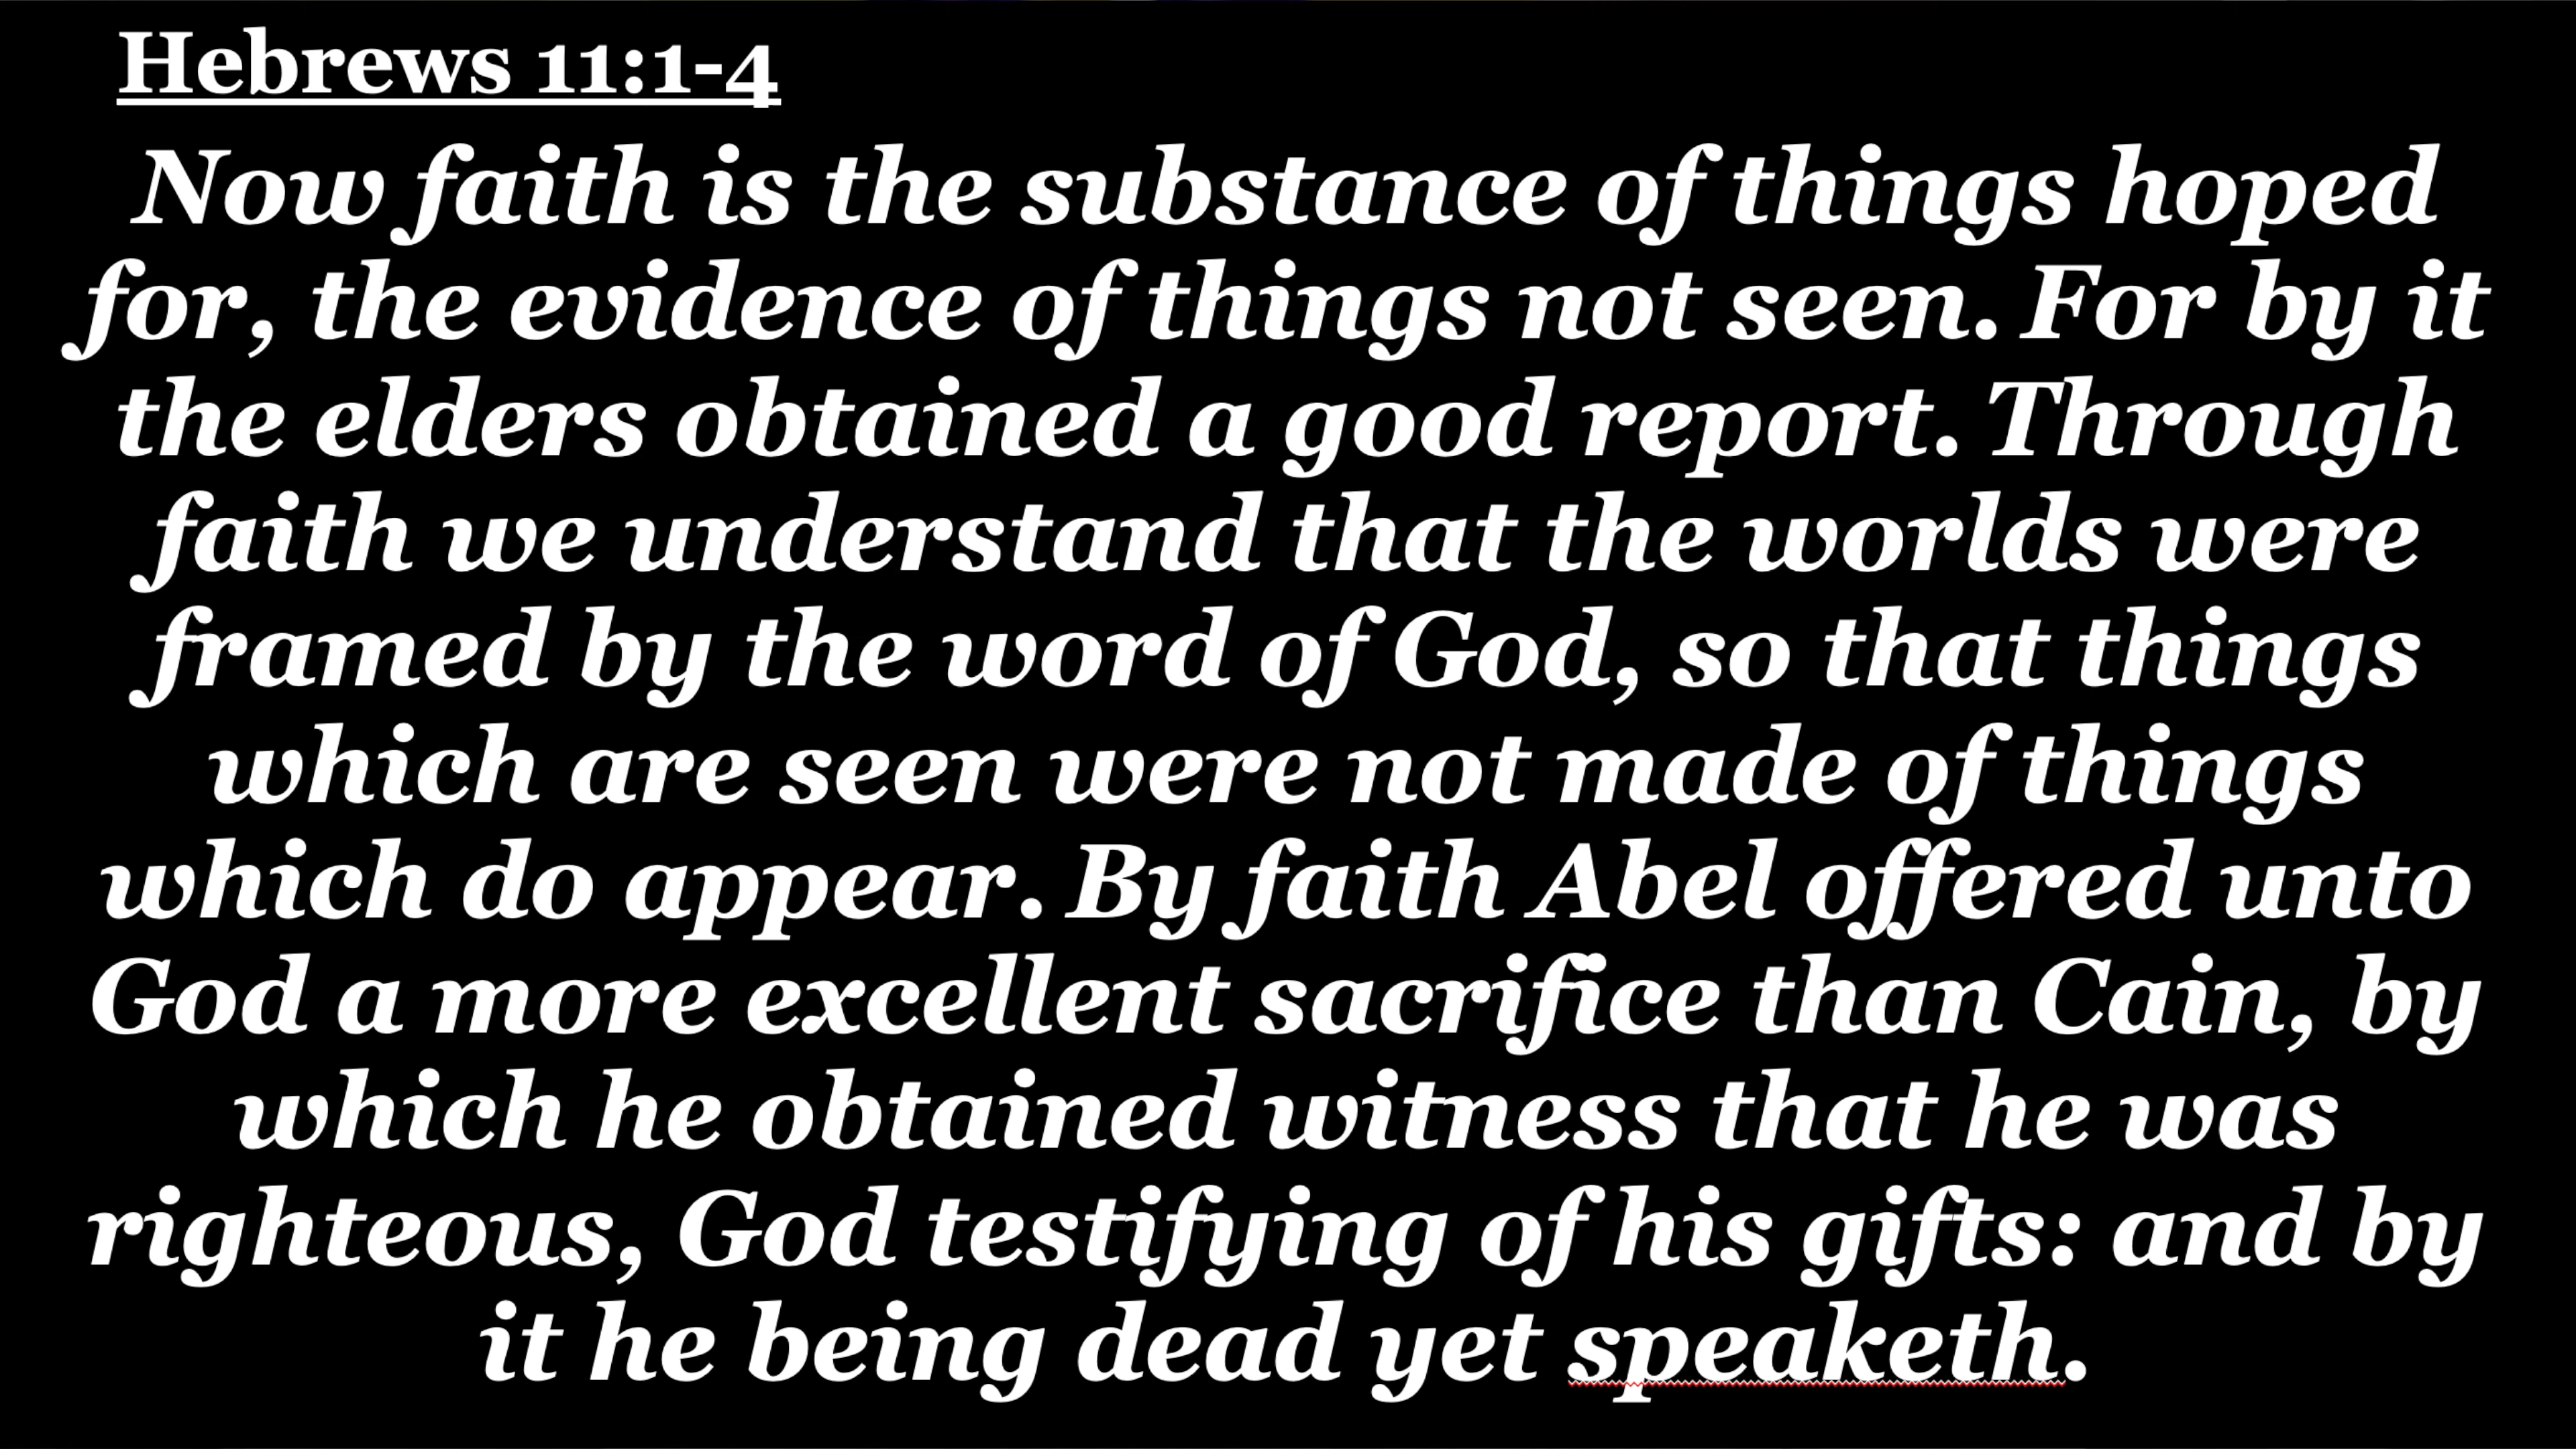 Hebrews 11:1-4
Now faith is the substance of things hoped
for, the evidence of things not seen. For by it
the elders obtained a good report. Through
faith we understand that the worlds were
framed by the word of God, so that things
which are seen were not made of things
which do appear. By faith Abel offered unto
God a more excellent sacrifice than Cain, by
which he obtained witness that he was
righteous, God testifying of his gifts: and by
it he being dead yet speaketh.